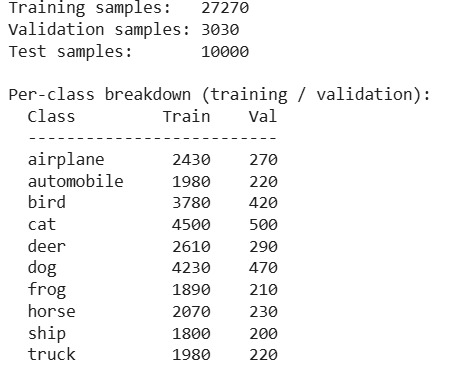 Training samples:   27270
Validation samples: 3030
Test samples:       10000
Per-class breakdown (training / validation):
Class         Train    Val
--------------------------
airplane       2430    270
automobile     1980    220
bird           3780    420
cat            4500    500
deer           2610    290
dog            4230    470
frog           1890    210
horse          2070    230
ship           1800    200
truck          1980    220